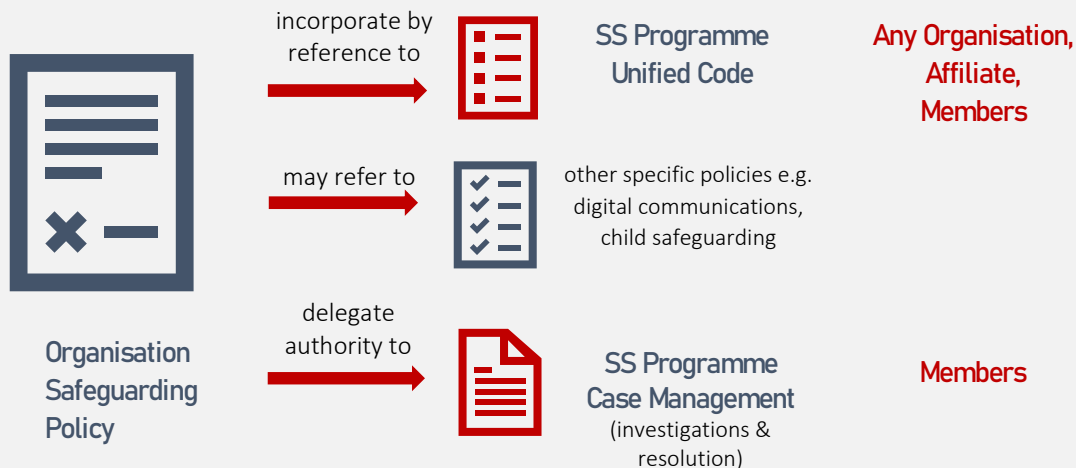 incorporate by
reference to
SS Programme
Unified Code
Any Organisation,
Affiliate,
Members
may refer to
other specific policies e.g.
digital communications,
child safeguarding
Organisation
Safeguarding
Policy
delegate
authority to
SS Programme
Case Management
(investigations &
resolution)
Members